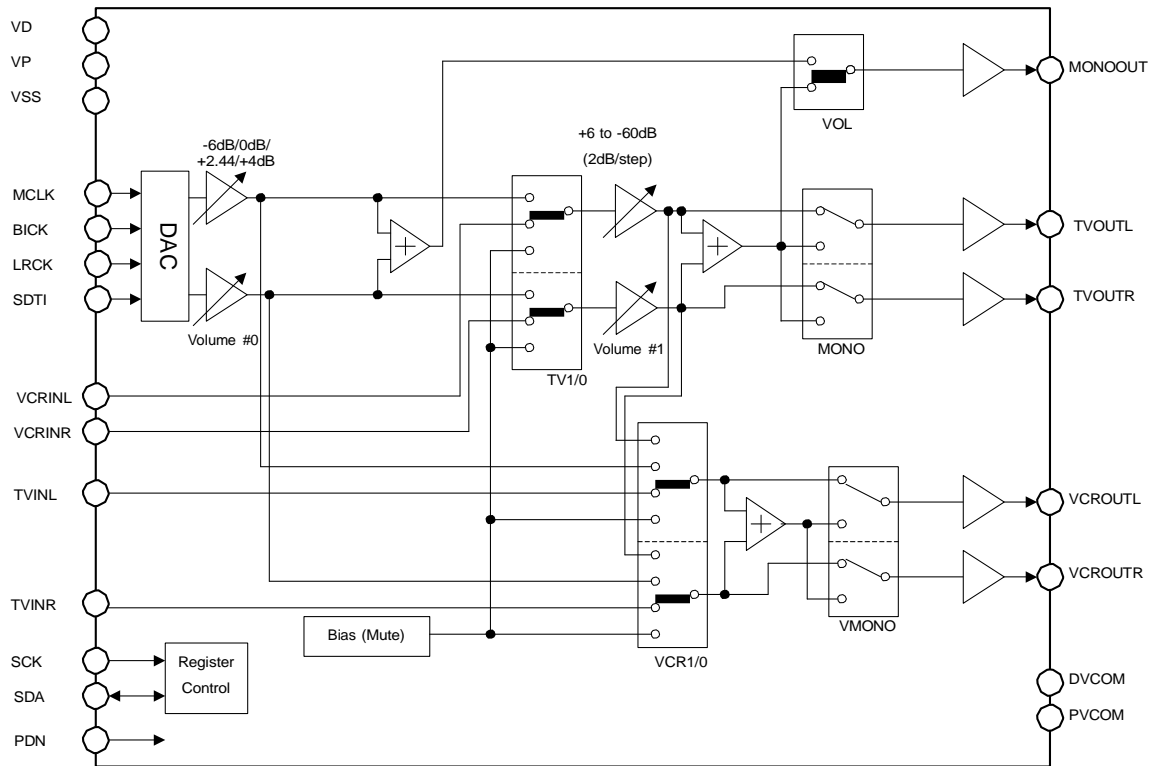 VD
VP
VSS
MCLK
BICK
LRCK
SDTI
VCRINL
VCRINR
TVINL
TVINR
SCK
SDA
PDN
DAC
-6dB/0dB/
+2.44/+4dB
Volume #0
+
TV1/0
+6 to -60dB
(2dB/step)
Volume #1
+
VOL
MONO
Bias (Mute)
VCR1/0
+
VMONO
Register
Control
MONOOUT
TVOUTL
TVOUTR
VCROUTL
VCROUTR
DVCOM
PVCOM